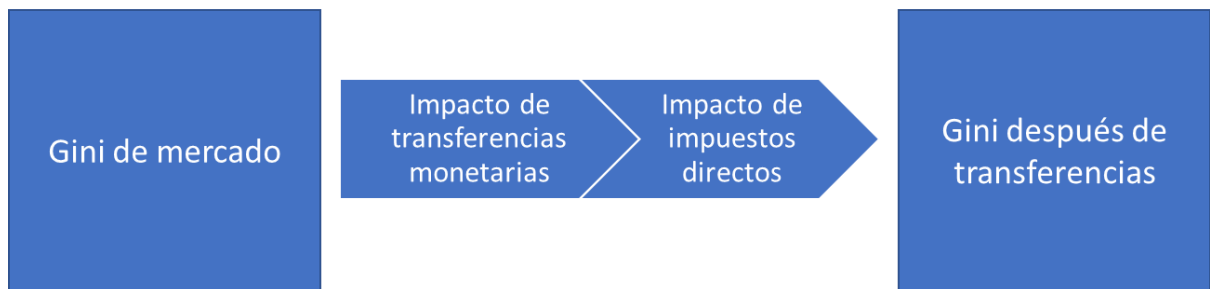 Gini de mercado
Impacto de
transferencias
monetarias
Impacto de
impuestos
directos
Gini después de
transferencias